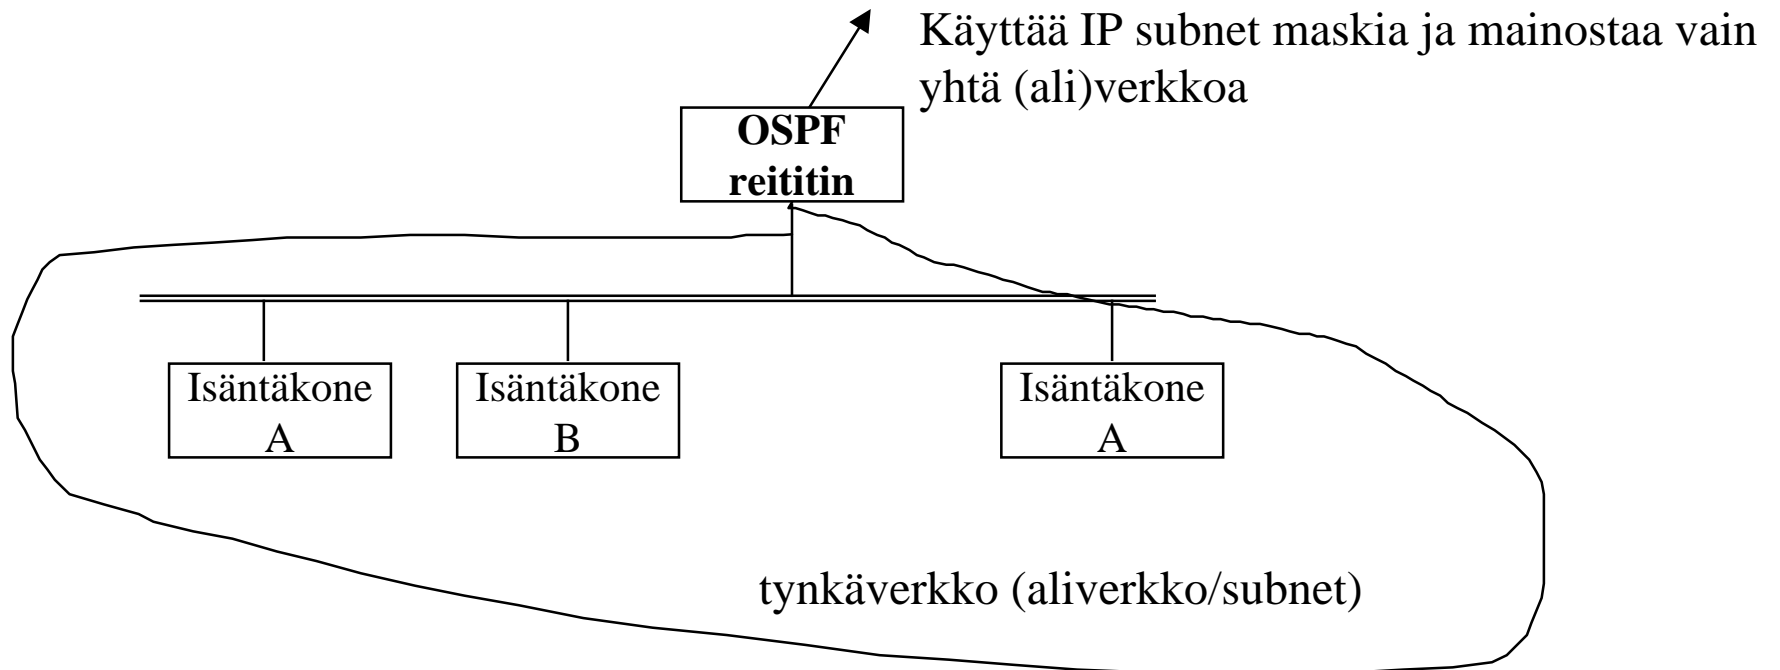 Käyttää IP subnet maskia ja mainostaa vain
yhtä (ali)verkkoa
OSPF
reititin
Isäntäkone
A
Isäntäkone
B
Isäntäkone
A
tynkäverkko (aliverkko/subnet)